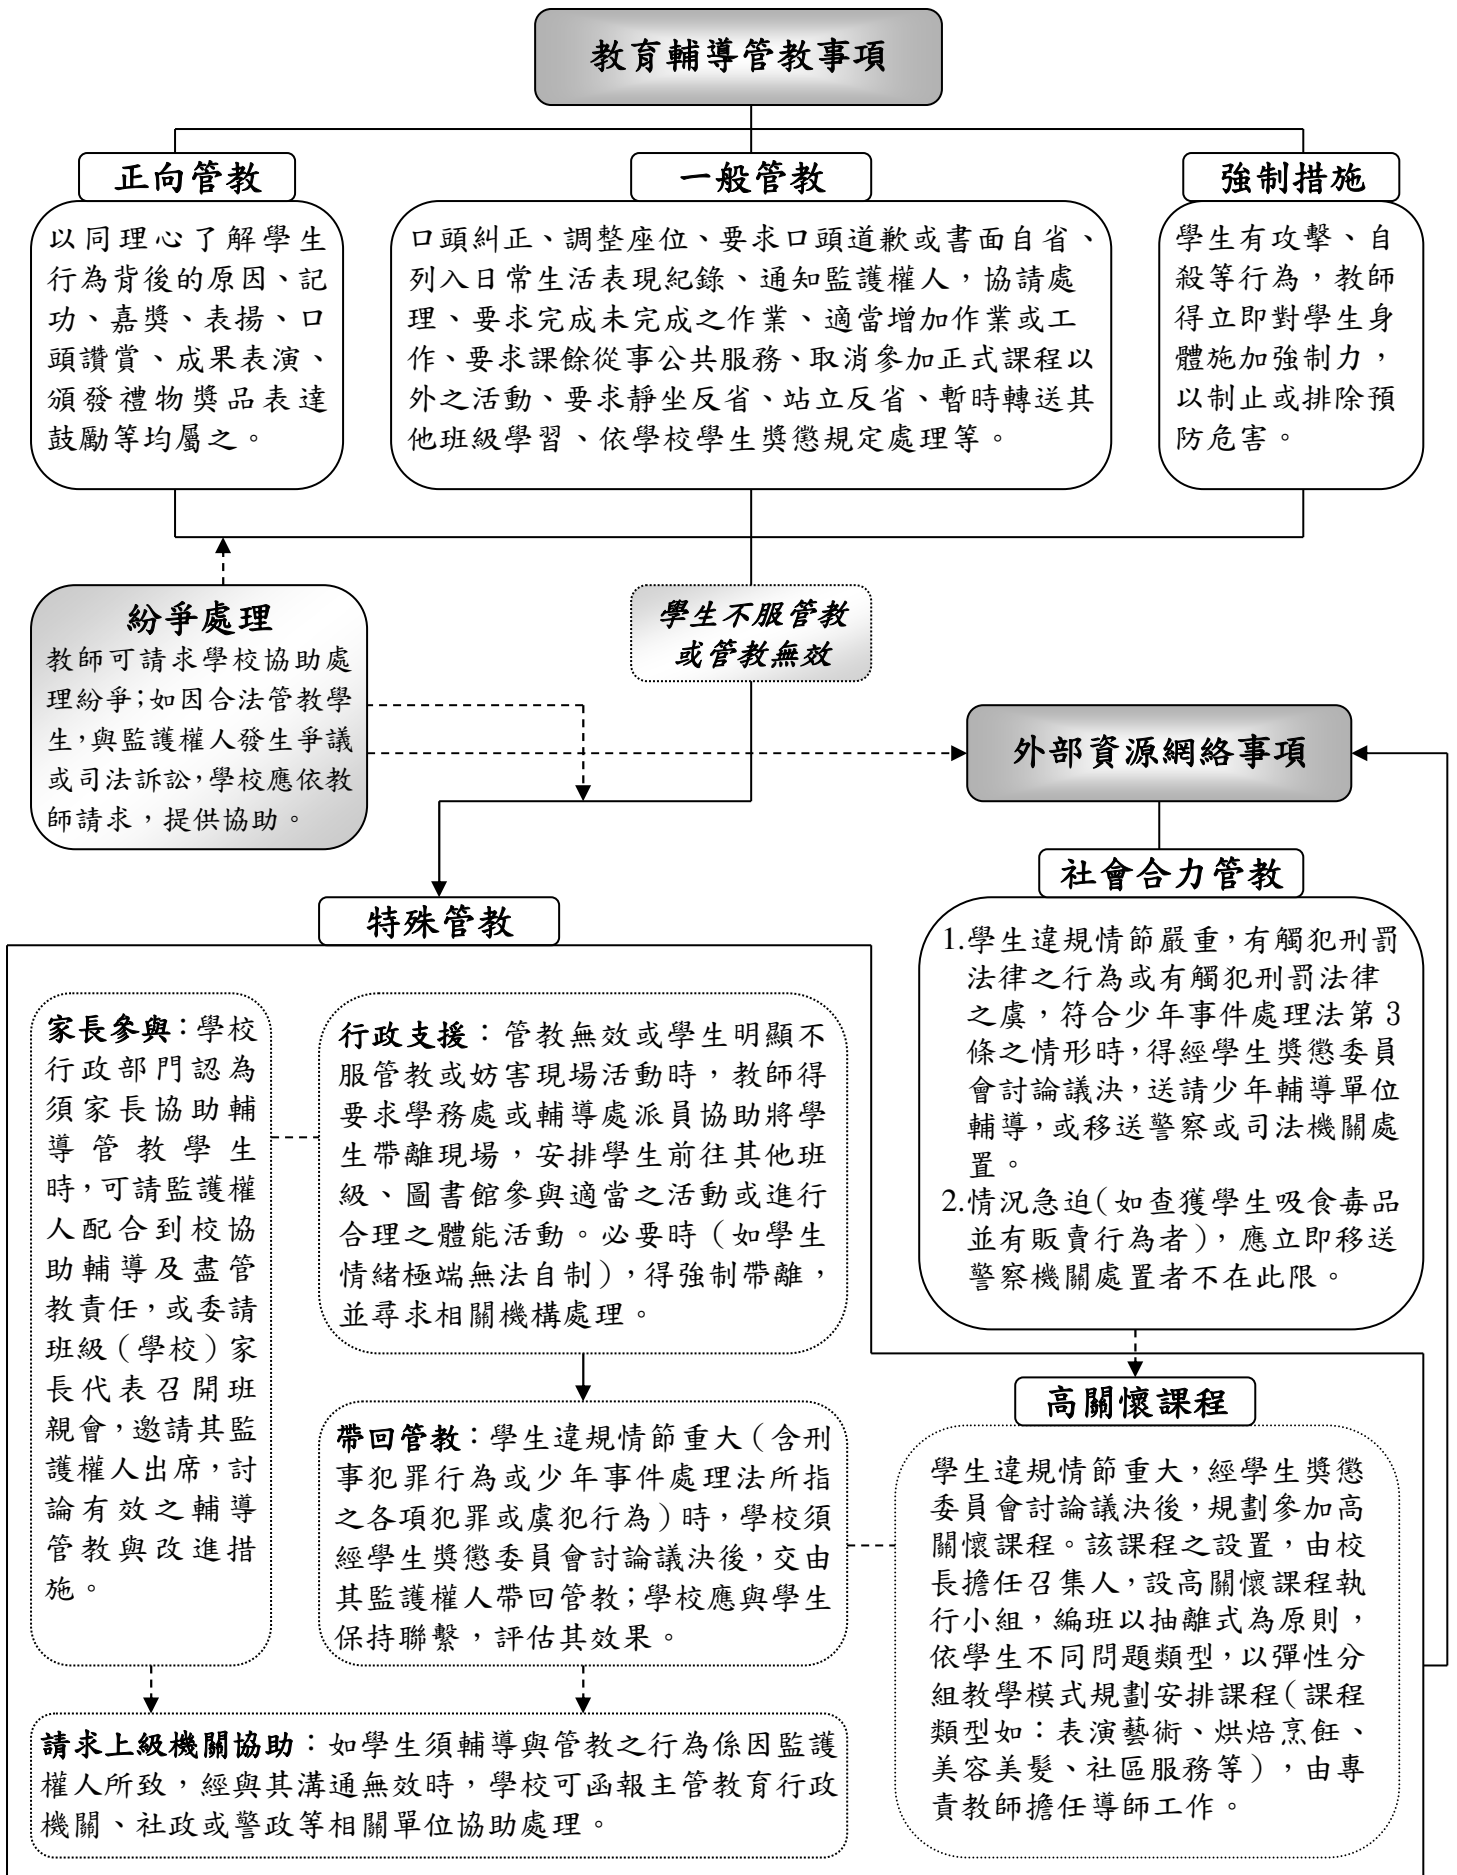 教育輔導管教事項
正向管教
以同理心了解學生
行為背後的原因、記
功、嘉獎、表揚、口
頭讚賞、成果表演、
頒發禮物獎品表達
鼓勵等均屬之。
一般管教
口頭糾正、調整座位、要求口頭道歉或書面自省、
列入日常生活表現紀錄、通知監護權人，協請處
理、要求完成未完成之作業、適當增加作業或工
作、要求課餘從事公共服務、取消參加正式課程以
外之活動、要求靜坐反省、站立反省、暫時轉送其
他班級學習、依學校學生獎懲規定處理等。
強制措施
學生有攻擊、自
殺等行為，教師
得立即對學生身
體施加強制力，
以制止或排除預
防危害。
紛爭處理
教師可請求學校協助處
理紛爭；如因合法管教學
生，與監護權人發生爭議
或司法訴訟，學校應依教
師請求，提供協助。
學生不服管教
或管教無效
外部資源網絡事項
社會合力管教
1.學生違規情節嚴重，有觸犯刑罰
法律之行為或有觸犯刑罰法律
之虞，符合少年事件處理法第 3
條之情形時，得經學生獎懲委員
會討論議決，送請少年輔導單位
輔導，或移送警察或司法機關處
置。
2.情況急迫（如查獲學生吸食毒品
並有販賣行為者），應立即移送
警察機關處置者不在此限。
特殊管教
家長參與：學校
行政部門認為
須家長協助輔
導管教學生
時，可請監護權
人配合到校協
助輔導及盡管
教責任，或委請
班級（學校）家
長代表召開班
親會，邀請其監
護權人出席，討
論有效之輔導
管教與改進措
施。
行政支援：管教無效或學生明顯不
服管教或妨害現場活動時，教師得
要求學務處或輔導處派員協助將學
生帶離現場，安排學生前往其他班
級、圖書館參與適當之活動或進行
合理之體能活動。必要時（如學生
情緒極端無法自制），得強制帶離，
並尋求相關機構處理。
帶回管教：學生違規情節重大（含刑
事犯罪行為或少年事件處理法所指
之各項犯罪或虞犯行為）時，學校須
經學生獎懲委員會討論議決後，交由
其監護權人帶回管教；學校應與學生
保持聯繫，評估其效果。
高關懷課程
學生違規情節重大，經學生獎懲
委員會討論議決後，規劃參加高
關懷課程。該課程之設置，由校
長擔任召集人，設高關懷課程執
行小組，編班以抽離式為原則，
依學生不同問題類型，以彈性分
組教學模式規劃安排課程（課程
類型如：表演藝術、烘焙烹飪、
美容美髮、社區服務等），由專
責教師擔任導師工作。
請求上級機關協助：如學生須輔導與管教之行為係因監護
權人所致，經與其溝通無效時，學校可函報主管教育行政
機關、社政或警政等相關單位協助處理。